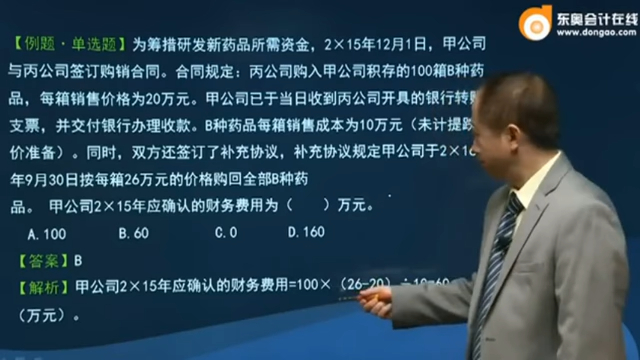 东奥会计在线
www.dongao.com
【例题·单选题】为筹措研发新药品所需资金，2×15年12月1日，甲公司
与丙公司签订购销合同。合同规定：丙公司购入甲公司积存的100箱B种药
品，每箱销售价格为20万元。甲公司已于当日收到丙公司开具的银行转账
支票，并交付银行办理收款。B种药品每箱销售成本为10万元（未计提跌
价准备）。同时，双方还签订了补充协议，补充协议规定甲公司于2×1
年9月30日按每箱26万元的价格购回全部B种药
品。 甲公司2×15年应确认的财务费用为（ ）万元。
A.100 B.60 C.0 D.160
【答案】B
【解析】甲公司2×15年应确认的财务费用=100×（26-20）÷10=60
（万元）。